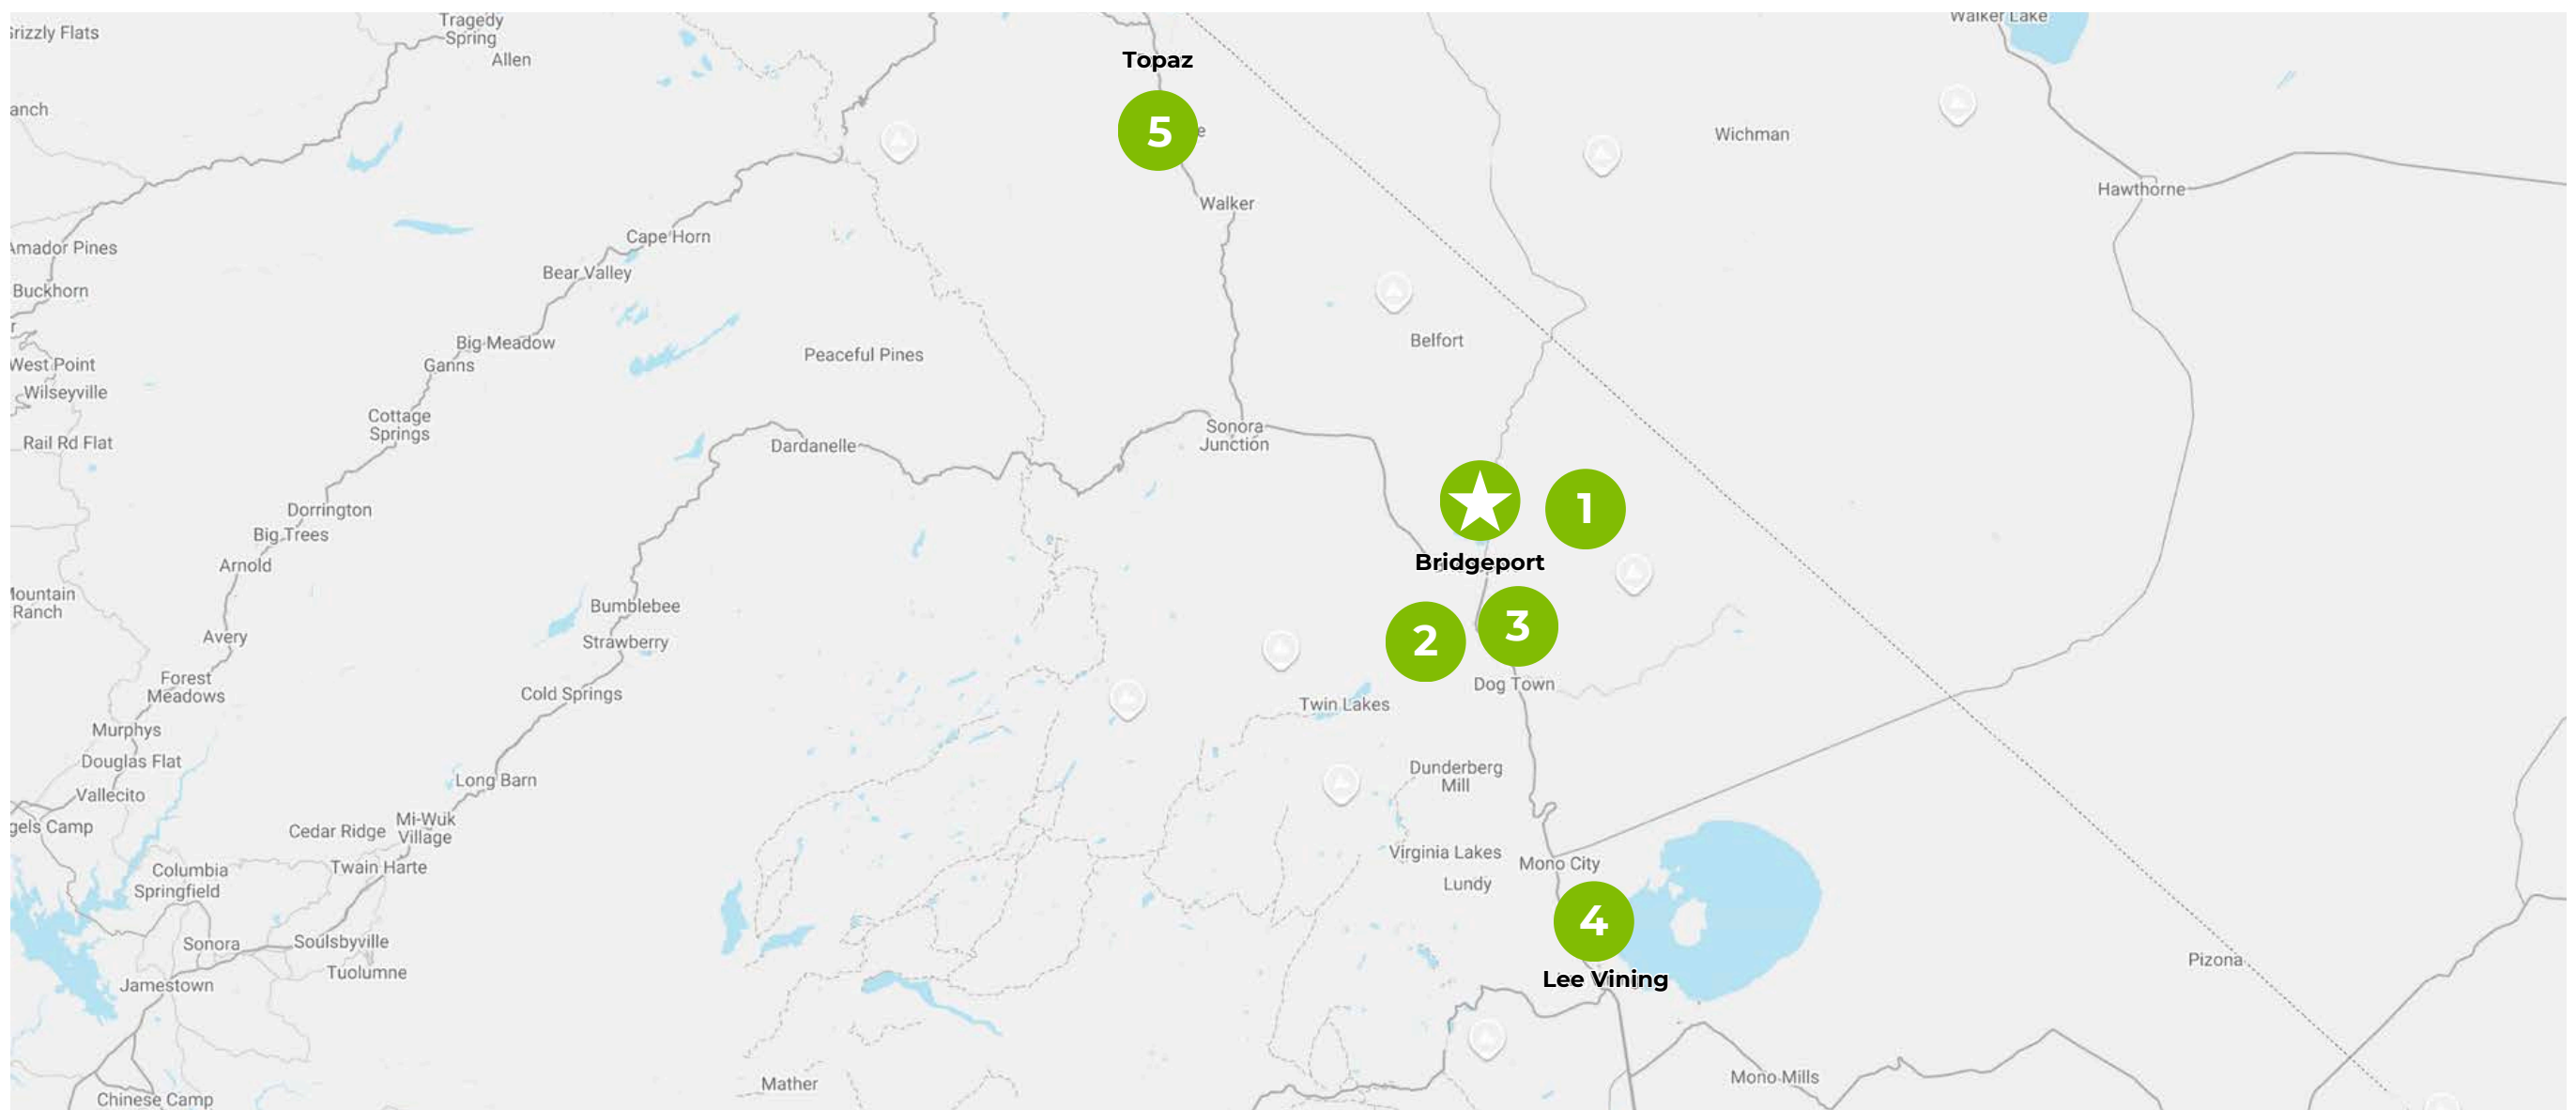 Tragedy
Spring
Allen
Grizzly Flats
Topaz
5
Walker Lake
Wichman
Hawthorne
Walker
Amador Pines
Buckhorn
Cape Horn
Bear Valley
Belfort
Big Meadow
Ganns
Peaceful Pines
West Point
Wilseyville
Cottage
Springs
Rail Rd Flat
Dardanelle
Sonora
Junction
1
Dorrington
Big Trees
Arnold
Bridgeport
Mountain
Ranch
Bumblebee
Strawberry
Avery
2
3
Forest
Meadows
Cold Springs
Dog Town
Twin Lakes
Murphys
Douglas Flat
Vallecito
Long Barn
Dunderberg
Mill
gels Camp
Cedar Ridge
Mi-Wuk
Village
Twain Harte
Columbia
Springfield
Virginia Lakes
Mono City
Lundy
4
Sonora
Soulsbyville
Tuolumne
Jamestown
Lee Vining
Pizona
Mather
Mono Mills
Chinese Camp